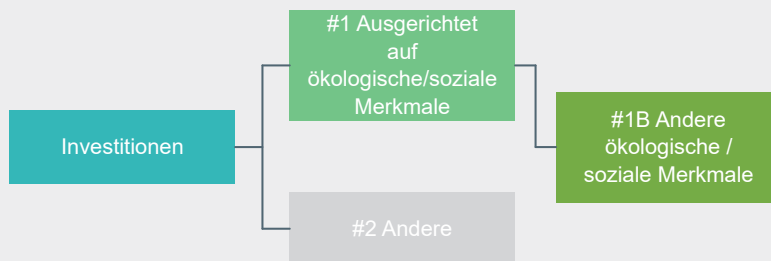 Investitionen
#1 Ausgerichtet
auf
ökologische/soziale
Merkmale
#2 Andere
#1B Andere
ökologische /
soziale Merkmale